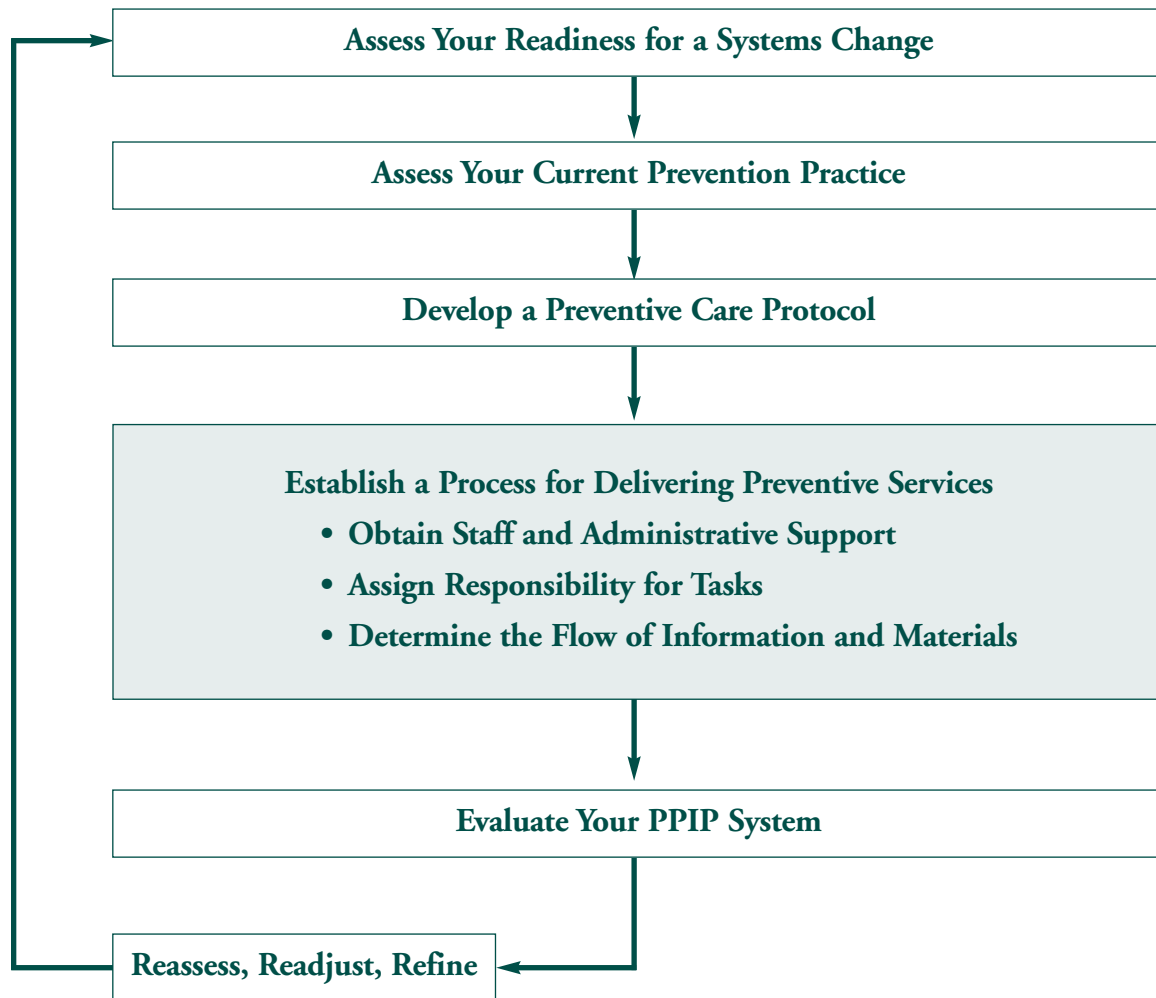 Assess Your Readiness for a Systems Change
Assess Your Current Prevention Practice
Develop a Preventive Care Protocol
Establish a Process for Delivering Preventive Services
• Obtain Staff and Administrative Support
• Assign Responsibility for Tasks
• Determine the Flow of Information and Materials
Evaluate Your PPIP System
Reassess, Readjust, Refine